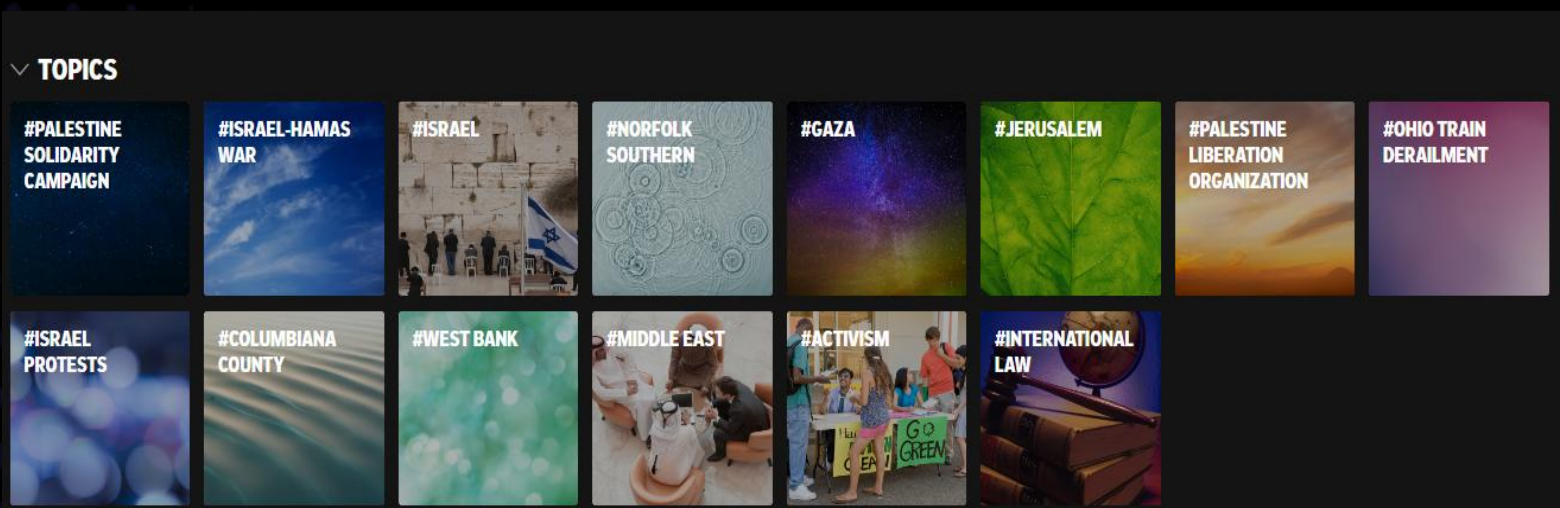 TOPICS
#PALESTINE
SOLIDARITY
CAMPAIGN
#ISRAEL-HAMAS
WAR
#ISRAEL
#NORFOLK
SOUTHERN
#GAZA
#JERUSALEM
#PALESTINE
LIBERATION
ORGANIZATION
#OHIO TRAIN
DERAILMENT
#ISRAEL
PROTESTS
#COLUMBIANA
COUNTY
#WEST BANK
#MIDDLE EAST
#ACTIVISM
GO
GREEN
#INTERNATIONAL
LAW